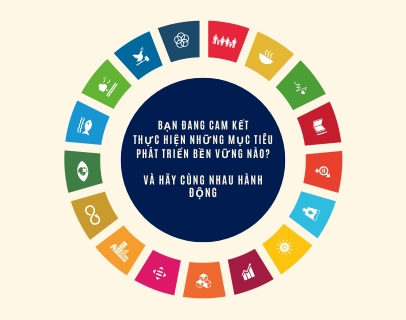 BẠN ĐANG CAM KẾT
THỰC HIỆN NHỮNG MỤC TIÊU
PHÁT TRIỂN BỀN VỮNG NÀO?
VÀ HÃY CÙNG NHAU HÀNH
ĐỘNG